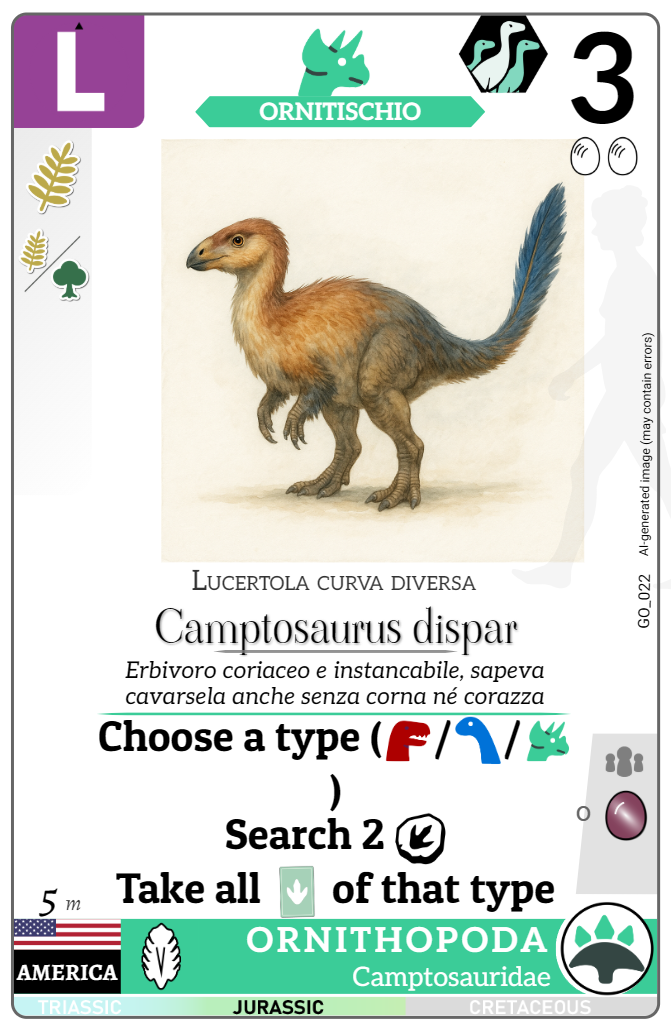 L
ORNITISCHIO
3
AI-generated image (may contain errors)
GO_022
Lucertola curva diversa
Camptosaurus dispar
Erbivoro coriaceo e instancabile, sapeva
cavarsela anche senza corna né corazza
Choose a type ( / /
)
Search 2
Take all of that type
O
5 m
AMERICA
ORNITHOPODA
Camptosauridae
TRIASSIC JURASSIC CRETACEOUS